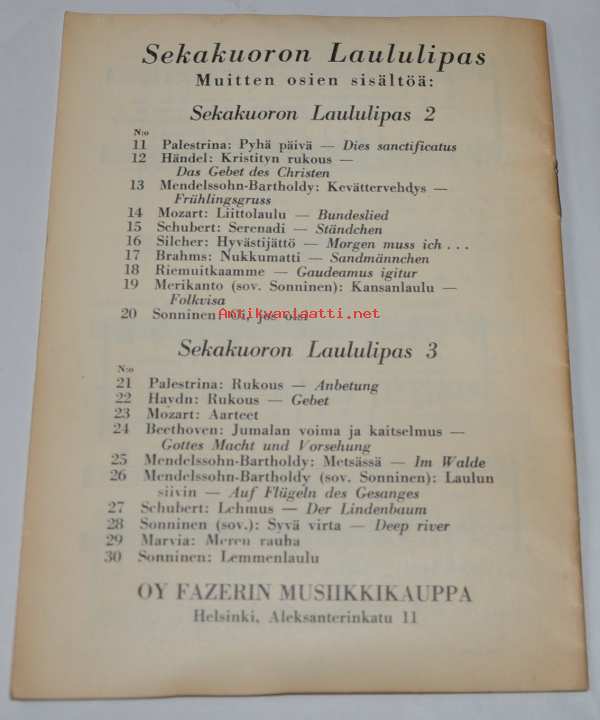 Sekakuoron Laululipas
Muitten osien sisältöä:
Sekakuoron Laululipas 2
N:o
11 Palestrina: Pyhä päivä — Dies sanctificatus
12 Händel: Kristityn rukous —
Das Gebet des Christen
13 Mendelssohn-Bartholdy: Kevättervehdys —
Frühlingsgruss
14 Mozart: Liittolaulu — Bundeslied
15 Schubert: Serenadi — Ständchen
16 Silcher: Hyvästijättö — Morgen muss ich . . .
17 Brahms: Nukkumatti — Sandmännchen
18 Riemuitkaamme — Gaudeamus igitur
19 Merikanto (sov. Sonninen): Kansanlaulu —
Folkvisa
20 Sonninen: Oi, jos oisi
Antikvariaatti.net
Sekakuoron Laululipas 3
N:o
21 Palestrina: Rukous — Anbetung
22 Haydn: Rukous — Gebet
23 Mozart: Aarteet
24 Beethoven: Jumalan voima ja kaitselmus —
Gottes Macht und Vorsehung
25 Mendelssohn-Bartholdy: Metsässä — Im Walde
26 Mendelssohn-Bartholdy (sov. Sonninen): Laulun
siivin — Auf Flügeln des Gesanges
27 Schubert: Lehmus — Der Lindenbaum
28 Sonninen (sov.): Syvä virta — Deep river
29 Marvia: Meren rauha
30 Sonninen: Lemmenlaulu
OY FAZERIN MUSIIKKIKAUPPA
Helsinki, Aleksanterinkatu 11